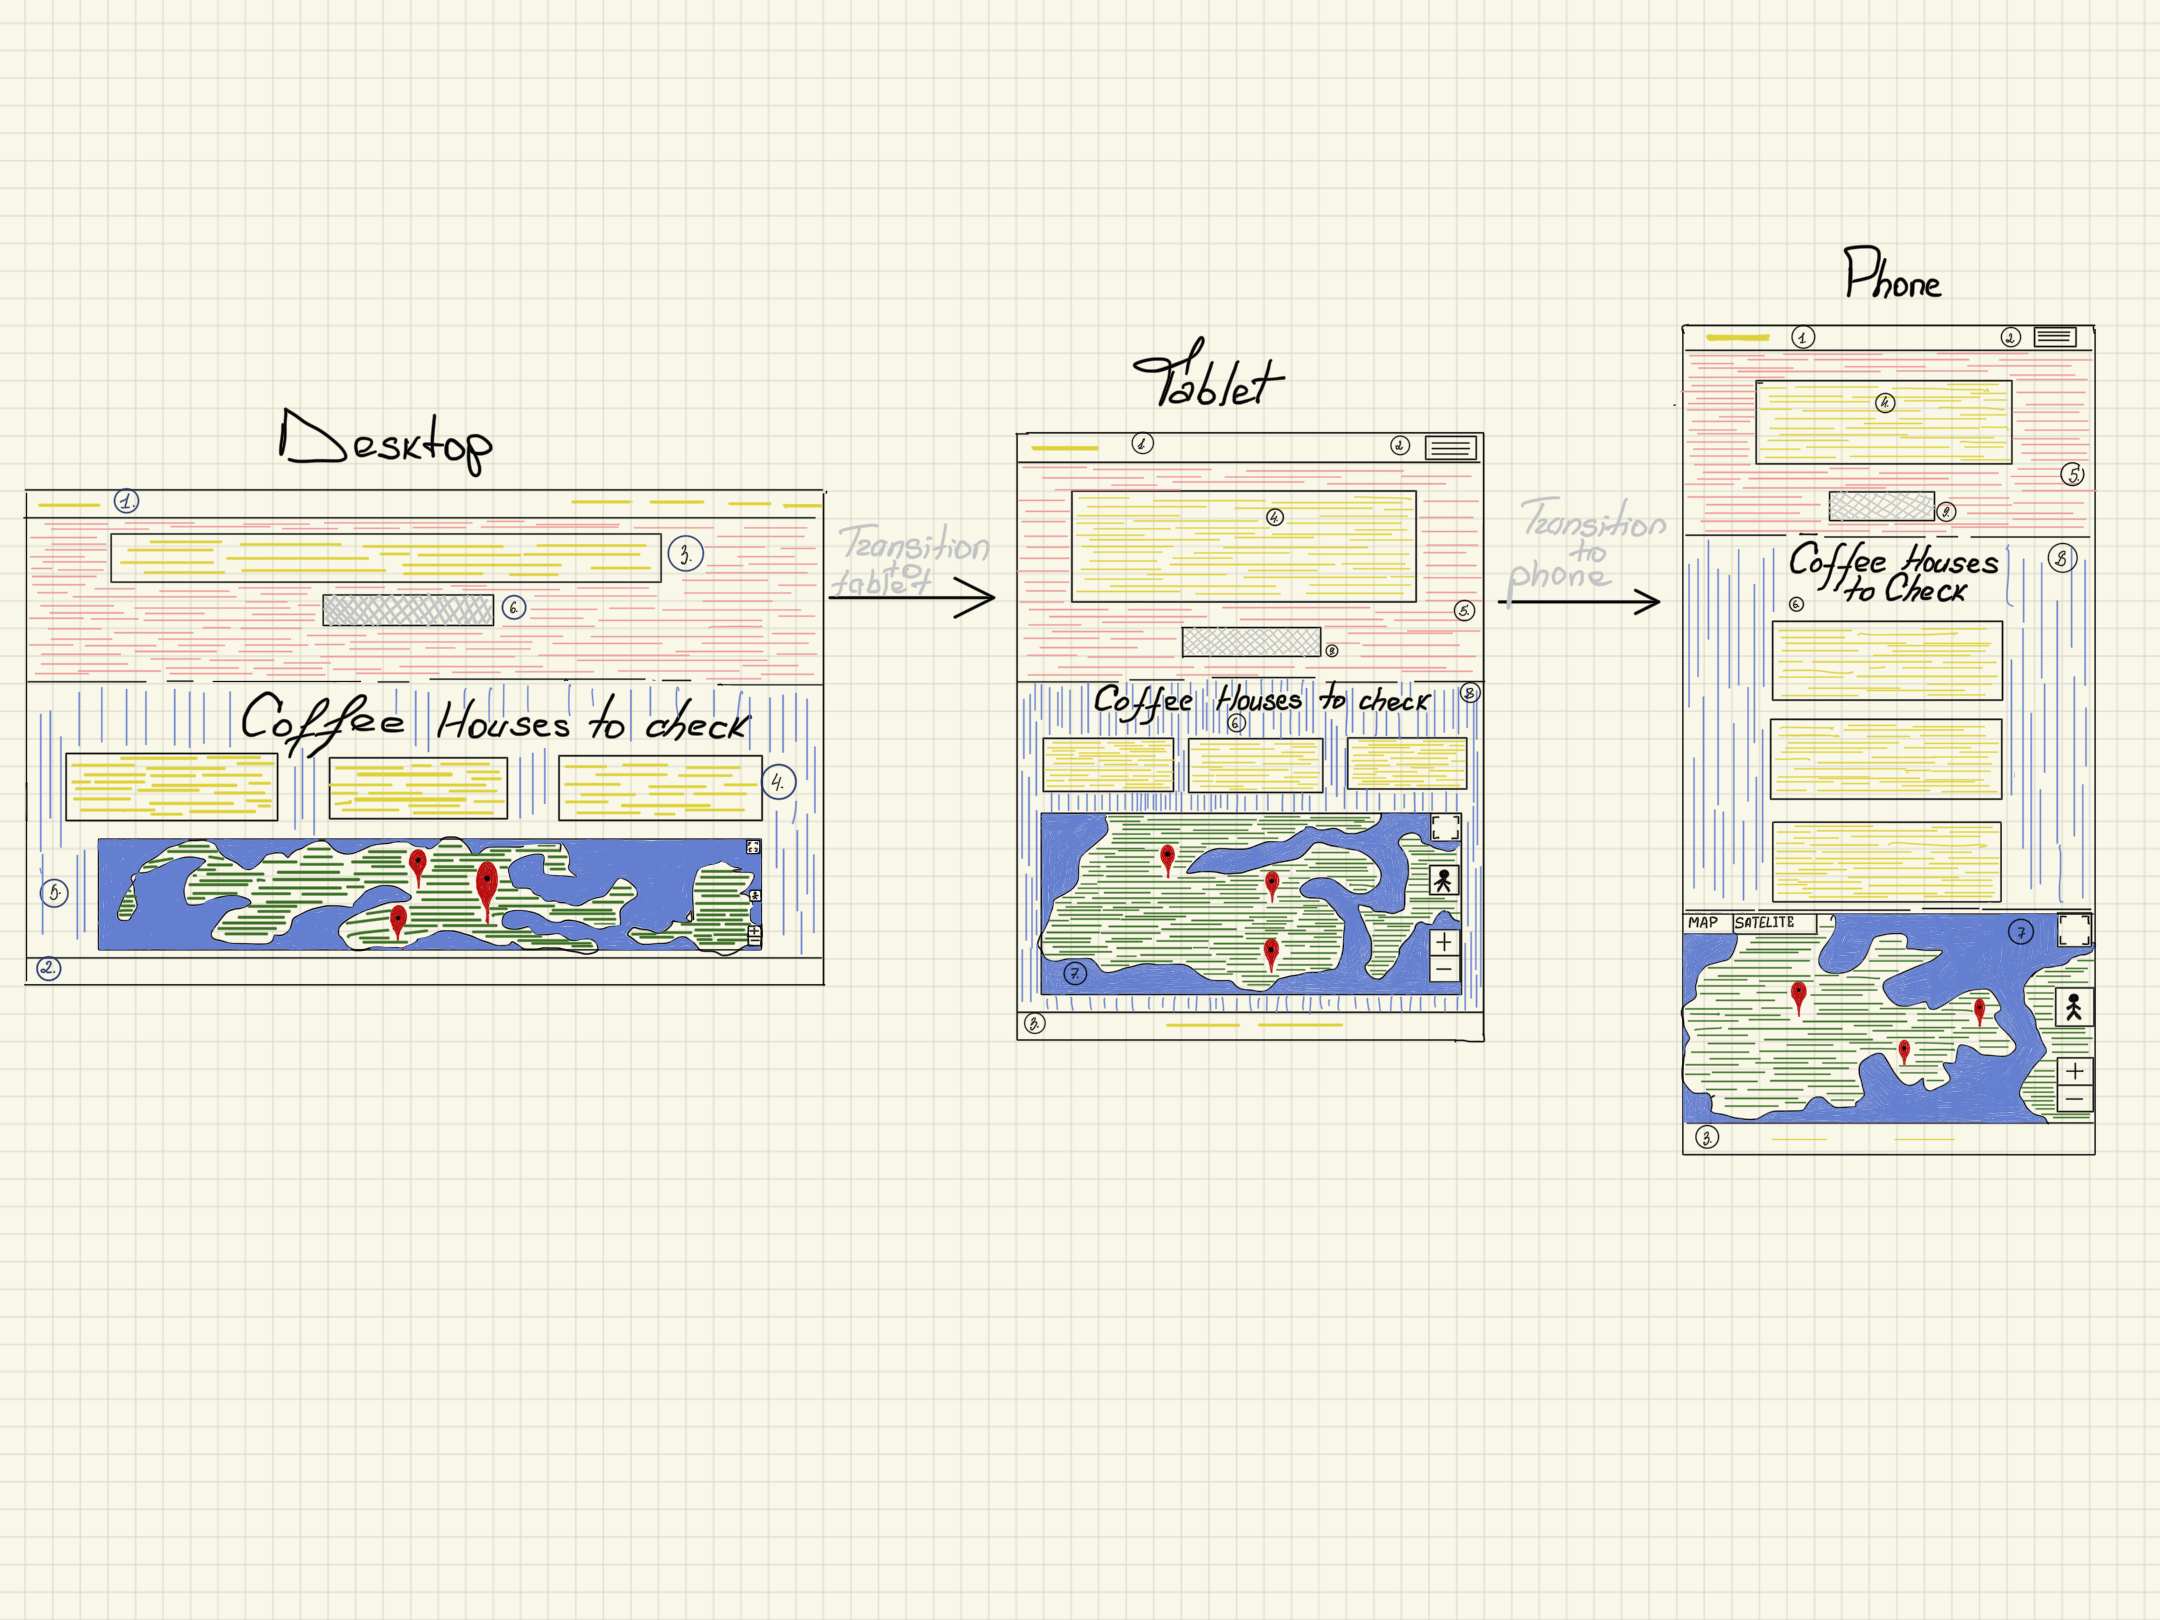 Desktop
1.
3.
6.
Coffee Houses to check
4.
5.
2.
Transition
to
tablet
Tablet
1.
2
4.
5.
8
Coffee Houses to check
8
6
7.
3.
Transition
to
phone
Phone
1.
2
4.
5.
9.
Coffee Houses
to Check
8
6
MAP SATELITE
7
+
−
3.
+
−